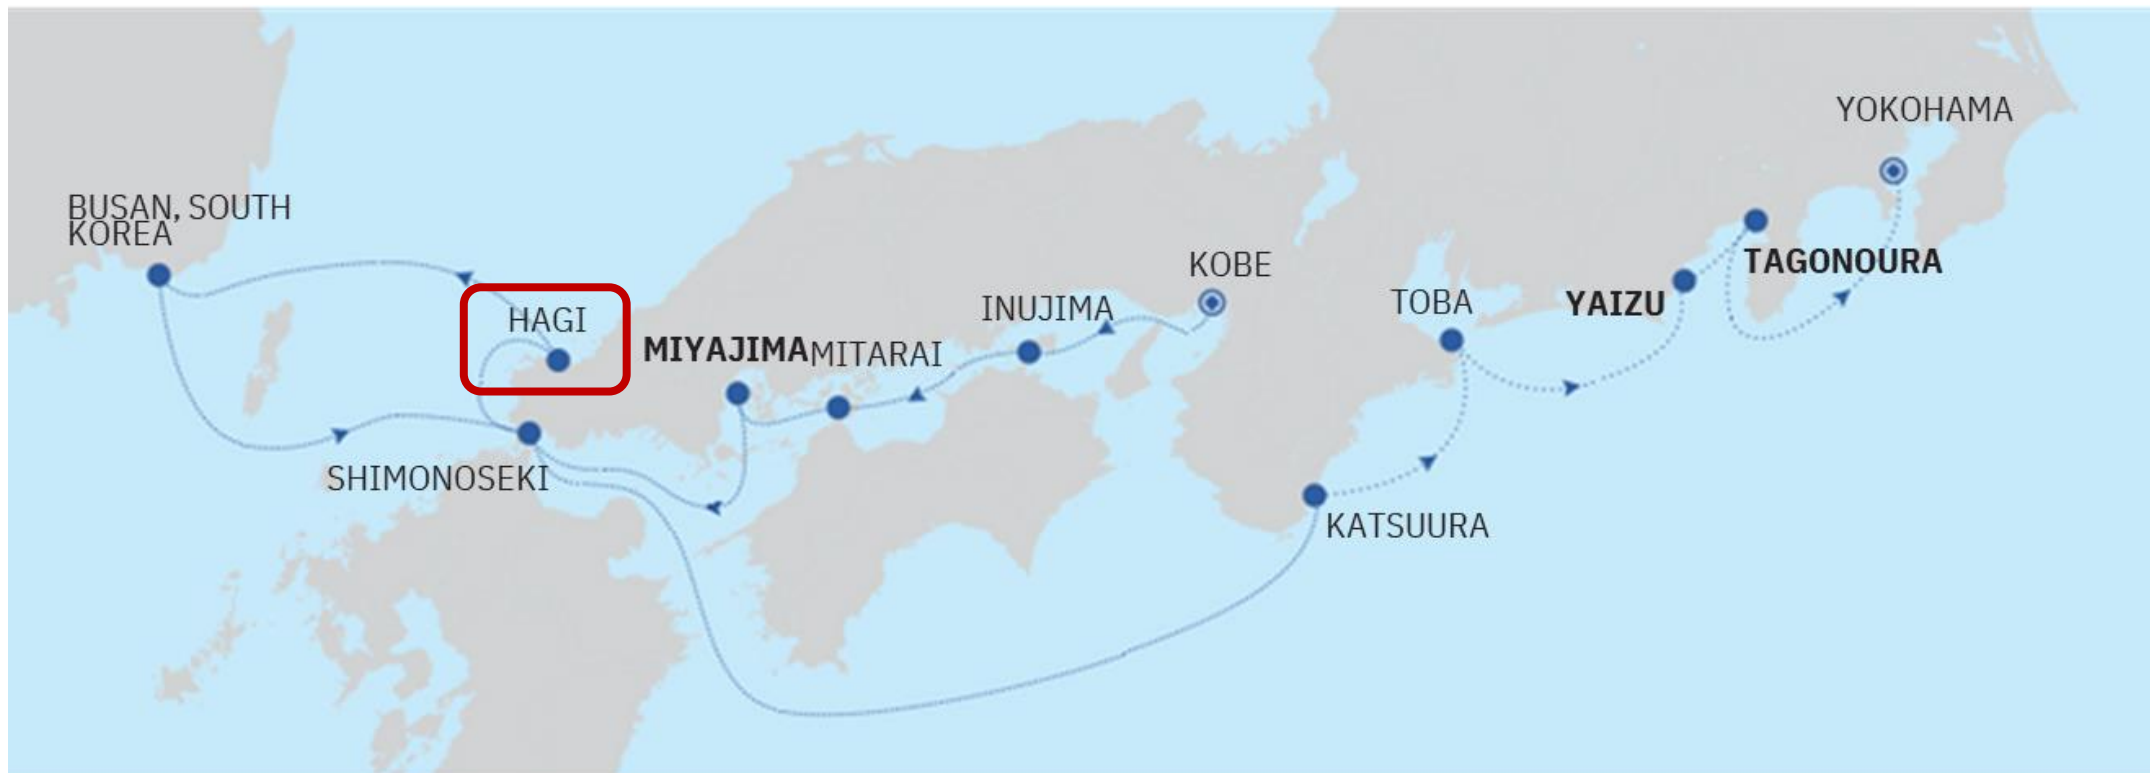 YOKOHAMA
BUSAN, SOUTH
KOREA
KOBE
TAGONOURA
INUJIMA
TOBA
YAIZU
HAGI
MIYAJIMA
MITARAI
SHIMONOSEKI
KATSUURA